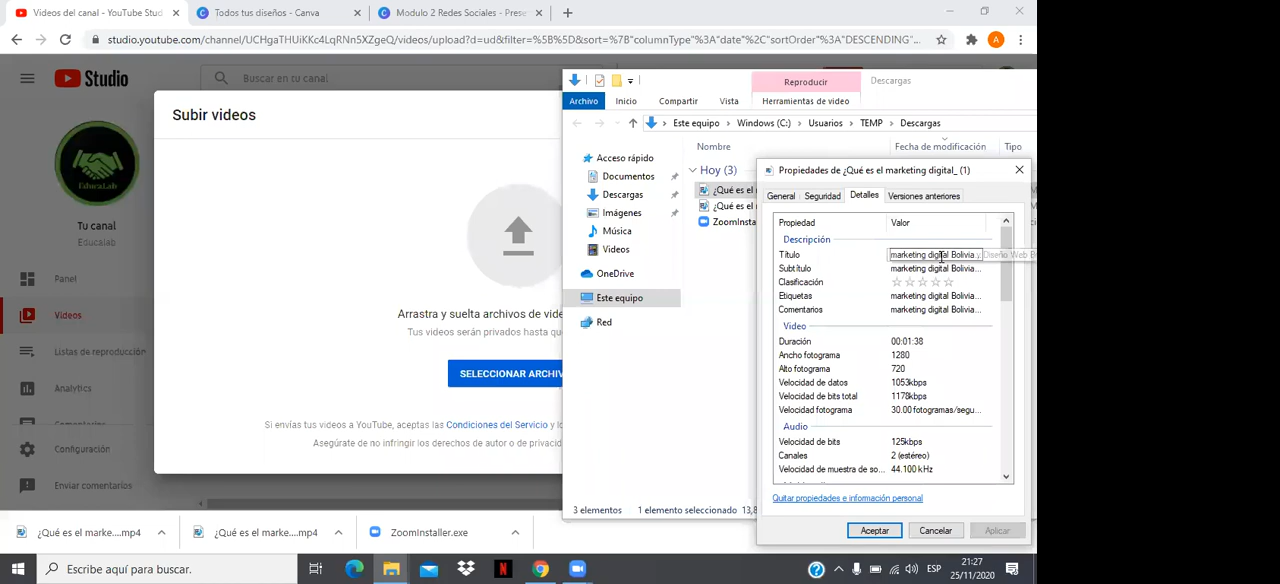 Videos del canal - YouTube Stud
Todos tus diseños - Canva
Modulo 2 Redes Sociales - Prese
studio.youtube.com/channel/UCHgaTHUiKKc4LqRNn5XZgeQ/videos/upload?d=ud&filter=%5B%5D&sort=%7B"columnType"%3A"date"%2C"sortOrder"%3A"DESCENDING"...
A
Studio
Buscar en tu canal
EducaLab
Tu canal
Educalab
Panel
Videos
Listas de reproducción
Analytics
Configuración
Enviar comentarios
Subir videos
Arrastra y suelta archivos de vide
Tus videos serán privados hasta qu
SELECCIONAR ARCHIV
Si envías tus videos a YouTube, aceptas las Condiciones del Servicio y lo
Asegúrate de no infringir los derechos de autor o de privacid
Reproducir
Descargas
Archivo
Inicio
Compartir
Vista
Herramientas de video
Este equipo > Windows (C:) > Usuarios > TEMP > Descargas
Acceso rápido
Documentos
Descargas
Imágenes
Música
Videos
OneDrive
Este equipo
Red
Nombre
Fecha de modificación
Tipo
Hoy (3)
¿Qué es el m
¿Qué es el m
ZoomInsta
3 elementos
1 elemento seleccionado 13,8
Propiedades de ¿Qué es el marketing digital_ (1)
General
Seguridad
Detalles
Versiones anteriores
Propiedad
Valor
Descripción
Título marketing digital Bolivia y Diseño Web B
Subtítulo marketing digital Bolivia...
Clasificación
Etiquetas marketing digital Bolivia...
Comentarios marketing digital Bolivia...
Video
Duración 00:01:38
Ancho fotograma 1280
Alto fotograma 720
Velocidad de datos 1053kbps
Velocidad de bits total 1178kbps
Velocidad fotograma 30.00 fotogramas/segu...
Audio
Velocidad de bits 125kbps
Canales 2 (estéreo)
Velocidad de muestra de so... 44.100 kHz
Quitar propiedades e información personal
Aceptar
Cancelar
Aplicar
¿Qué es el marke....mp4
¿Qué es el marke....mp4
ZoomInstaller.exe
Escribe aquí para buscar.
ESP
21:27
25/11/2020